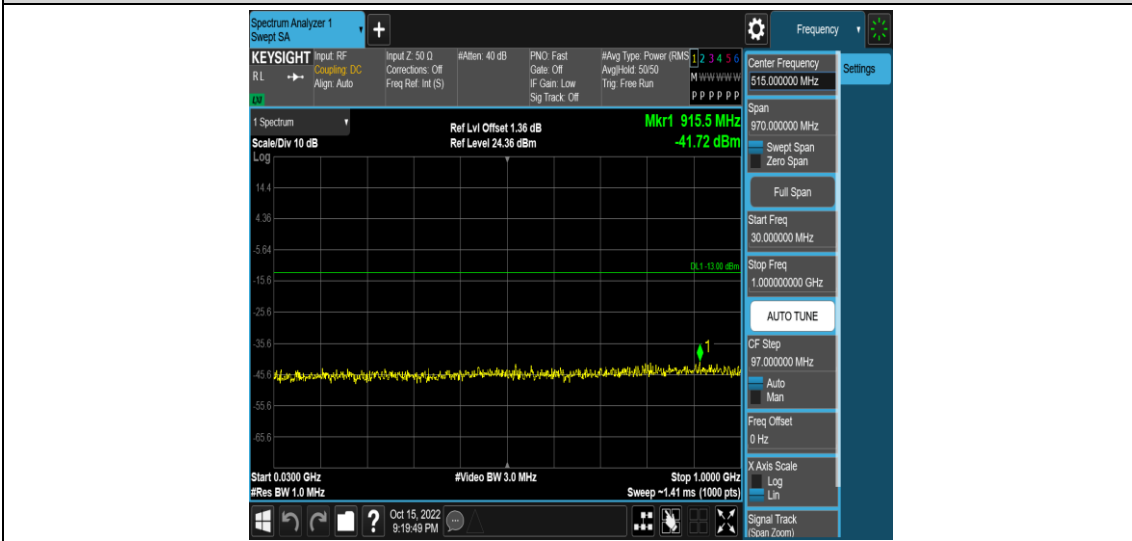 Spectrum Analyzer 1
Swept SA
+
Frequency
KEYSIGHT
RL
LXI
Input: RF
Coupling: DC
Align: Auto
Input Z: 50 Ω
Corrections: Off
Freq Ref: Int (S)
#Atten: 40 dB
PNO: Fast
Gate: Off
IF Gain: Low
Sig Track: Off
#Avg Type: Power (RMS
Avg|Hold: 50/50
Trig: Free Run
1 2 3 4 5 6
M W W W W W
P P P P P P
1 Spectrum
Scale/Div 10 dB
Log
Ref Lvl Offset 1.36 dB
Ref Level 24.36 dBm
Mkr1 915.5 MHz
-41.72 dBm
14.4
4.36
-5.64
DL1 -13.00 dBm
-15.6
-25.6
-35.6
1
-45.6
-55.6
-65.6
Start 0.0300 GHz
#Res BW 1.0 MHz
#Video BW 3.0 MHz
Stop 1.0000 GHz
Sweep ~1.41 ms (1000 pts)
?
Oct 15, 2022
9:19:49 PM
Center Frequency
515.000000 MHz
Settings
Span
970.000000 MHz
Swept Span
Zero Span
Full Span
Start Freq
30.000000 MHz
Stop Freq
1.000000000 GHz
AUTO TUNE
CF Step
97.000000 MHz
Auto
Man
Freq Offset
0 Hz
X Axis Scale
Log
Lin
Signal Track
(Span Zoom)